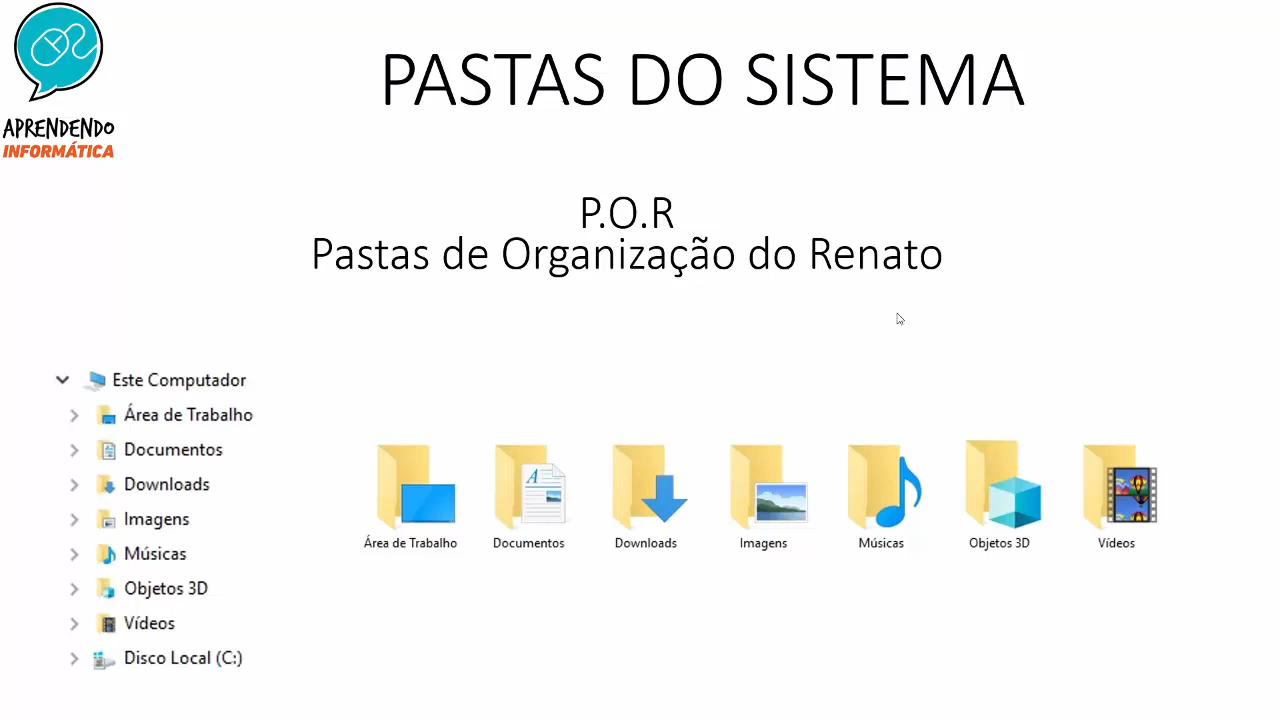 APRENDENDO
INFORMÁTICA
PASTAS DO SISTEMA
P.O.R
Pastas de Organização do Renato
Este Computador
Área de Trabalho
Documentos
Downloads
Imagens
Músicas
Objetos 3D
Vídeos
Disco Local (C:)
Área de Trabalho
Documentos
Downloads
Imagens
Músicas
Objetos 3D
Vídeos